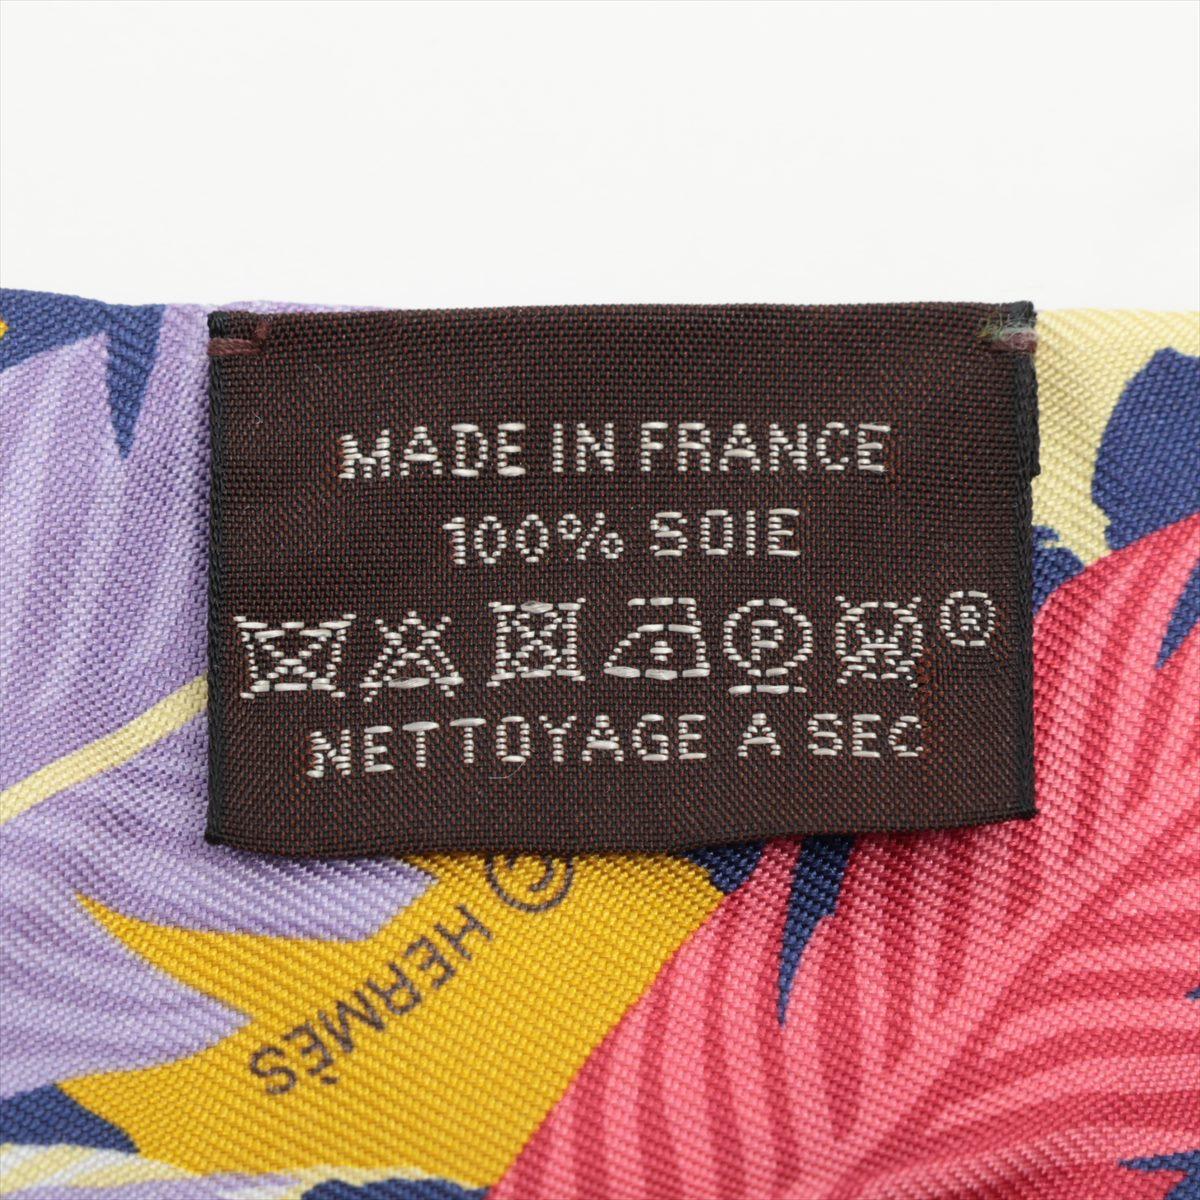 MADE IN FRANCE
100% SOIE
P ®
NETTOYAGE A SEC
© HERMÈS